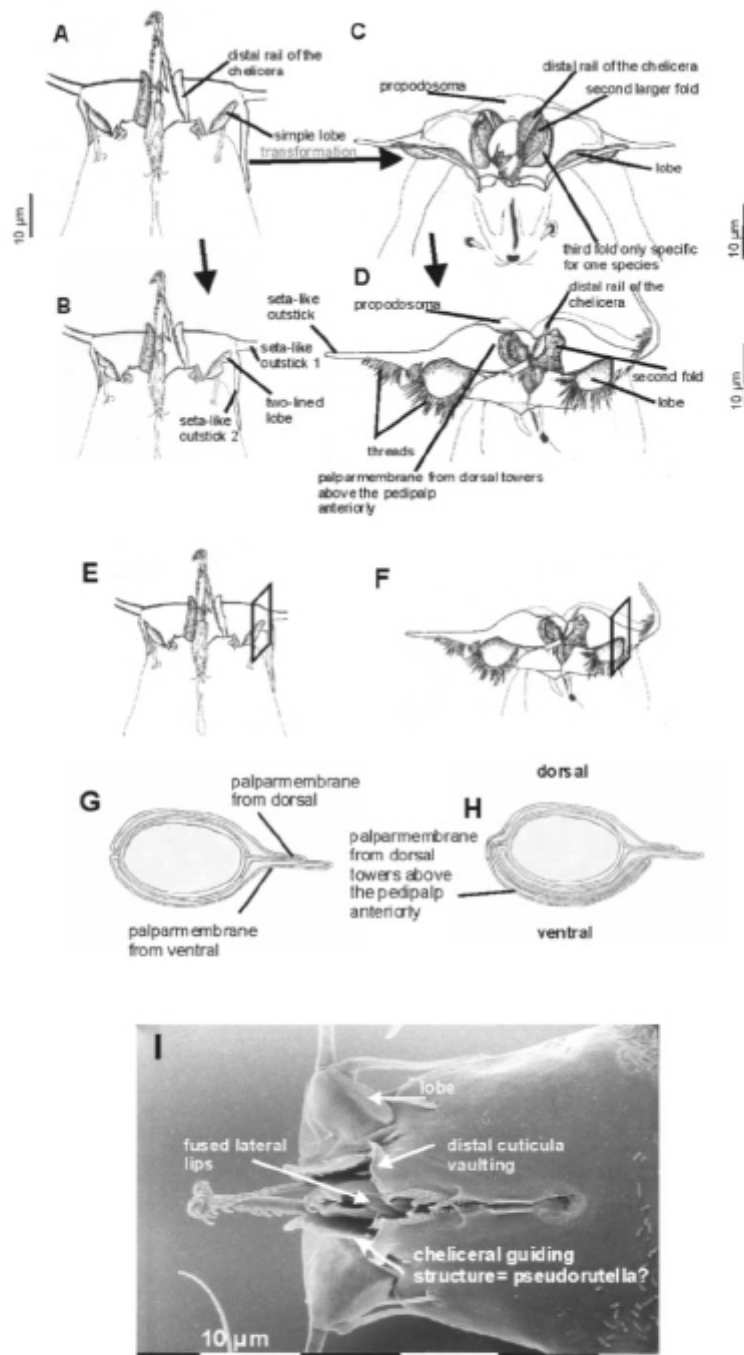 A
distal rail of the
chelicera
simple lobe
transformation
10 µm
C
propodosoma
distal rail of the chelicera
second larger fold
lobe
third fold only specific
for one species
10 µm
B
seta-like
outstick 1
two-lined
lobe
seta-like
outstick 2
D
seta-like
outstick
propodosoma
distal rail of the
chelicera
second fold
lobe
threads
palparmembrane from dorsal towers
above the pedipalp
anteriorly
10 µm
E
F
G
palparmembrane
from dorsal
palparmembrane
from ventral
dorsal
H
palparmembrane
from dorsal
towers above
the pedipalp
anteriorly
ventral
I
lobe
fused lateral
lips
distal cuticula
vaulting
cheliceral guiding
structure= pseudorutella?
10 µm